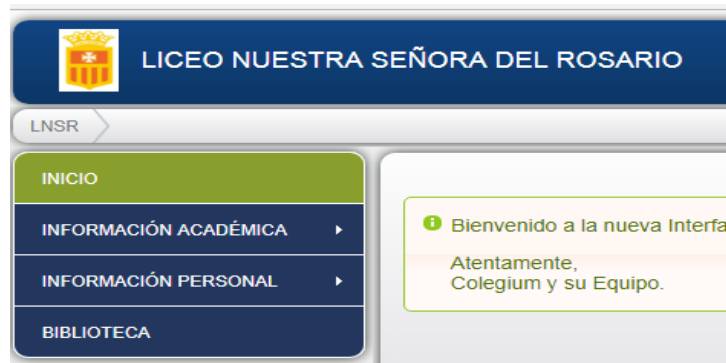 LICEO NUESTRA SEÑORA DEL ROSARIO
LNSR
INICIO
INFORMACIÓN ACADÉMICA
INFORMACIÓN PERSONAL
BIBLIOTECA
Bienvenido a la nueva Interfa
Atentamente,
Colegium y su Equipo.